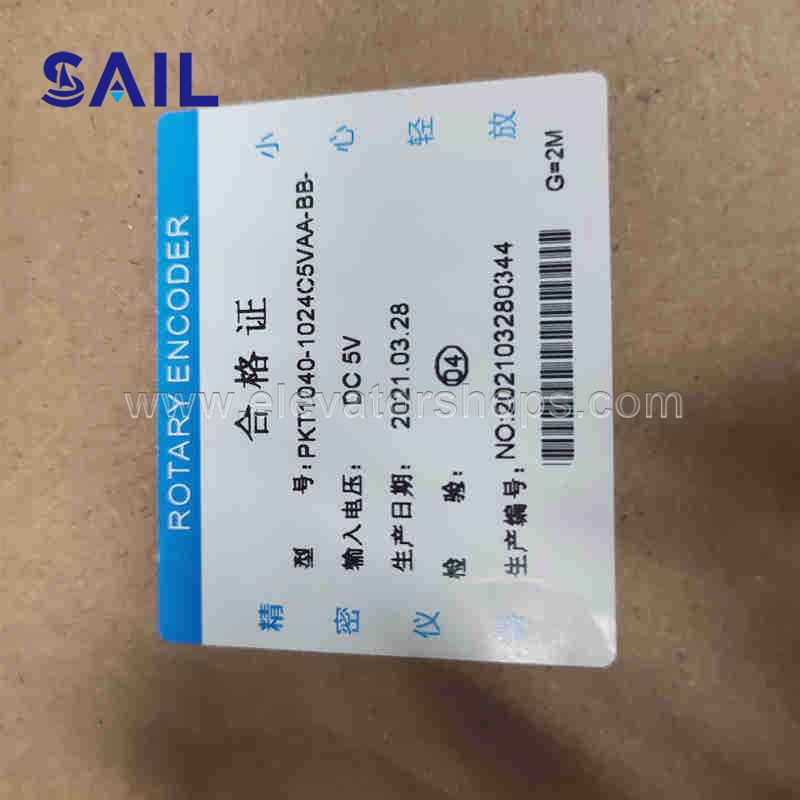 SAIL
ROTARY ENCODER
合格证
型 号：PKT1040-1024C5VAA-BB-
输入电压： DC 5V
生产日期： 2021.03.28
检 验： 04
生产编号：NO:202103280344
G=2M
小心轻放
精密仪器
www.elevatorshops.com